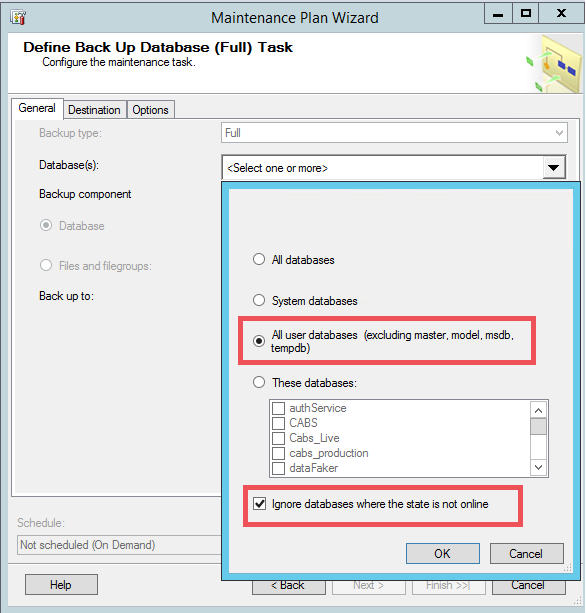 Maintenance Plan Wizard
Define Back Up Database (Full) Task
Configure the maintenance task.
General
Destination
Options
Backup type:
Full
Database(s):
<Select one or more>
Backup component
Database
Files and filegroups:
Back up to:
All databases
System databases
All user databases (excluding master, model, msdb,
tempdb)
These databases:
authService
CABS
Cabs_Live
cabs_production
dataFaker
Ignore databases where the state is not online
OK
Cancel
Schedule:
Not scheduled (On Demand)
Help
< Back
Next >
Finish >>|
Cancel